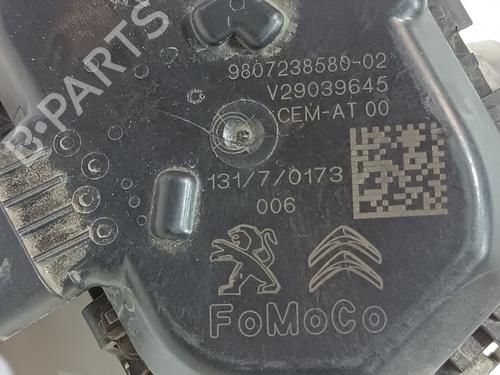 9807238580-02
V29039645
CEM-AT 00
131/7/0173
006
FoMoCo
B-PARTS